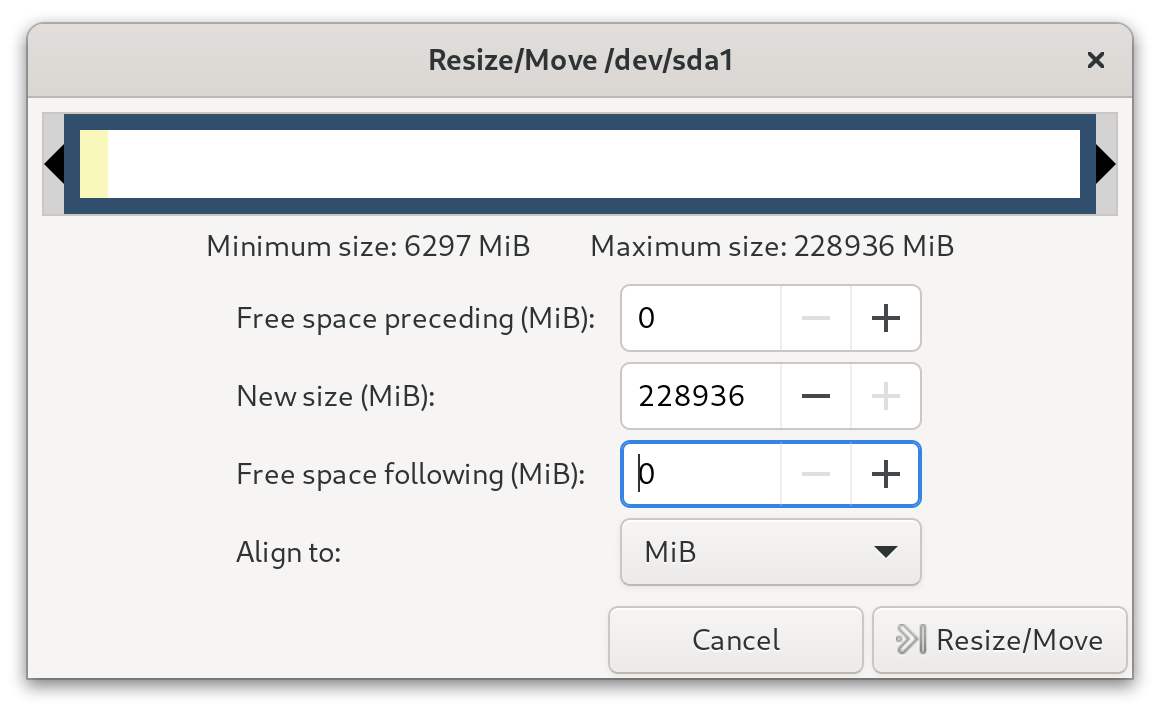 Resize/Move /dev/sda1
Minimum size: 6297 MiB Maximum size: 228936 MiB
Free space preceding (MiB): 0
New size (MiB): 228936
Free space following (MiB): 0
Align to: MiB
Cancel Resize/Move